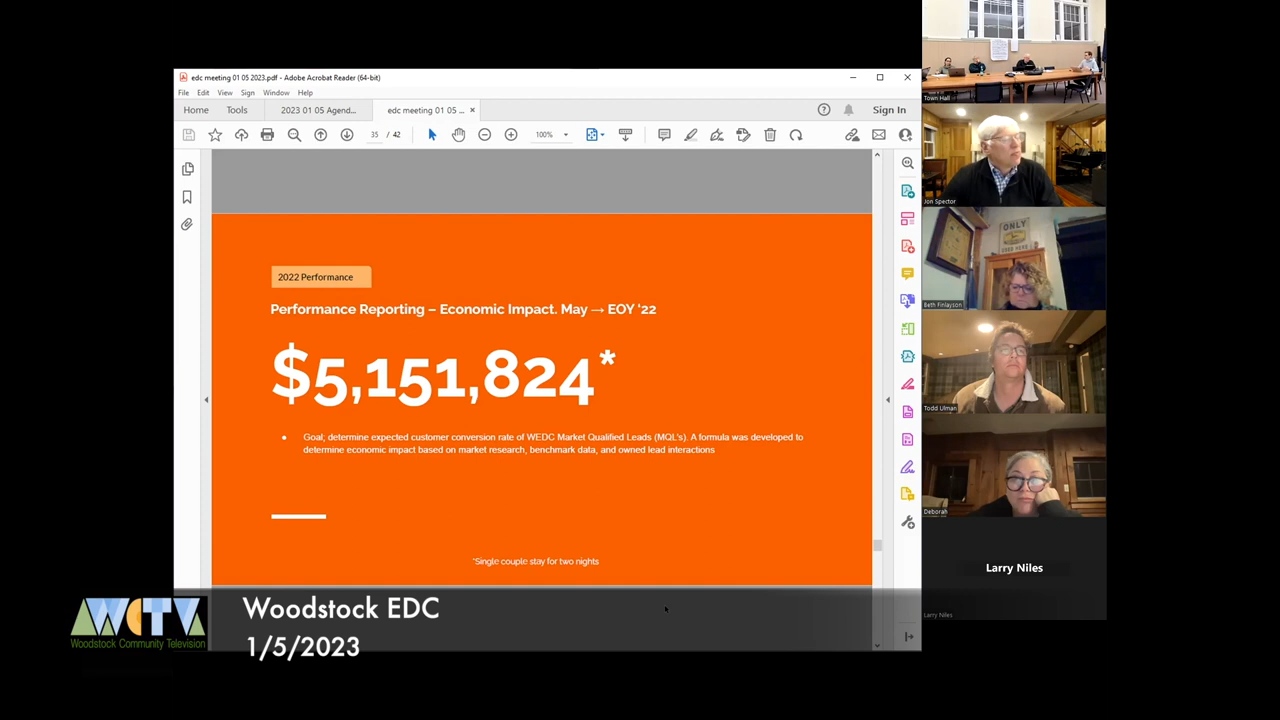 edc meeting 01 05 2023.pdf - Adobe Acrobat Reader (64-bit)
File Edit View Sign Window Help
Home Tools 2023 01 05 Agend... edc meeting 01 05 ... × Sign In
35 / 42 100%
2022 Performance
Performance Reporting – Economic Impact. May → EOY ‘22
$5,151,824*
● Goal; determine expected customer conversion rate of WEDC Market Qualified Leads (MQL's). A formula was developed to
determine economic impact based on market research, benchmark data, and owned lead interactions
*Single couple stay for two nights
WCTV
Woodstock Community Television
Woodstock EDC
1/5/2023
Town Hall
Jon Spector
ONLY
Beth Finlayson
Todd Ulman
Deborah
Larry Niles
Larry Niles